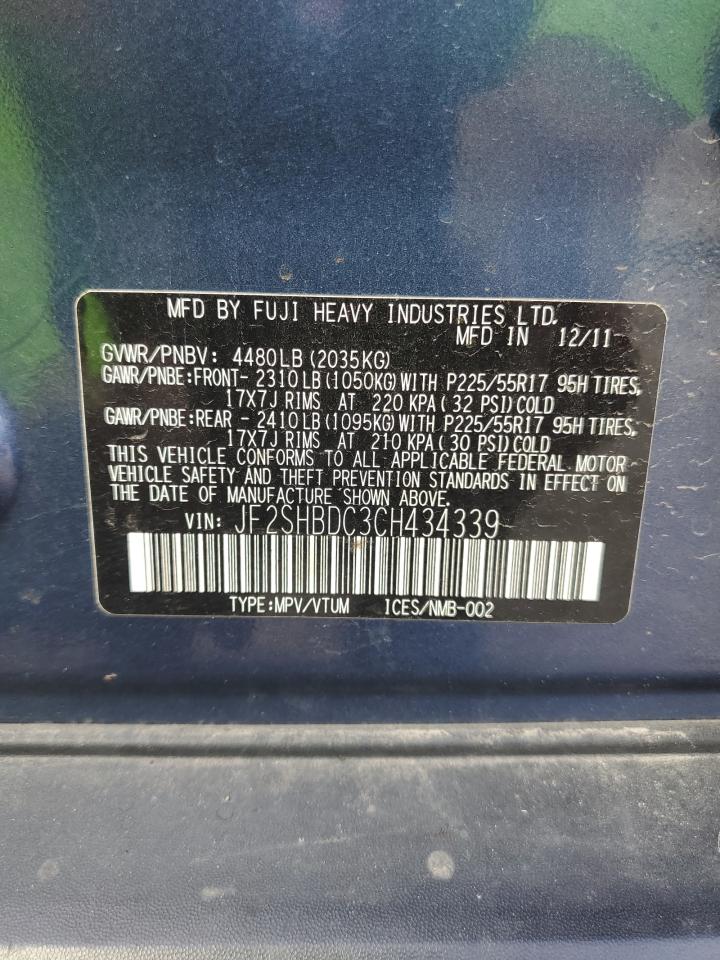 MFD BY FUJI HEAVY INDUSTRIES LTD.
MFD IN 12/11
GVWR/PNBV: 4480LB (2035KG)
GAWR/PNBE:FRONT- 2310LB (1050KG) WITH P225/55R17 95H TIRES,
17X7J RIMS AT 220 KPA ( 32 PSI) COLD
GAWR/PNBE:REAR - 2410LB (1095KG) WITH P225/55R17 95H TIRES,
17X7J RIMS AT 210 KPA ( 30 PSI) COLD
THIS VEHICLE CONFORMS TO ALL APPLICABLE FEDERAL MOTOR
VEHICLE SAFETY AND THEFT PREVENTION STANDARDS IN EFFECT ON
THE DATE OF MANUFACTURE SHOWN ABOVE.
VIN: JF2SHBDC3CH434339
TYPE:MPV/VTUM ICES/NMB-002